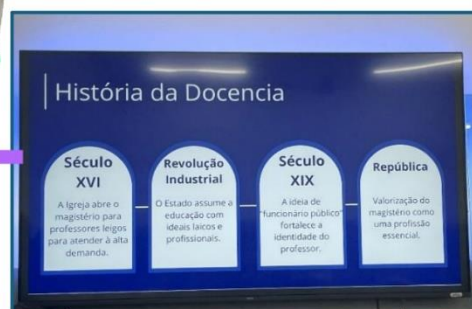 História da Docencia
Século
XVI
A Igreja abre o
magistério para
professores leigos
para atender à alta
demanda.
Revolução
Industrial
O Estado assume a
educação com
ideais laicos e
profissionais.
Século
XIX
A ideia de
"funcionário público"
fortalece a
identidade do
professor.
República
Valorização do
magistério como
uma profissão
essencial.